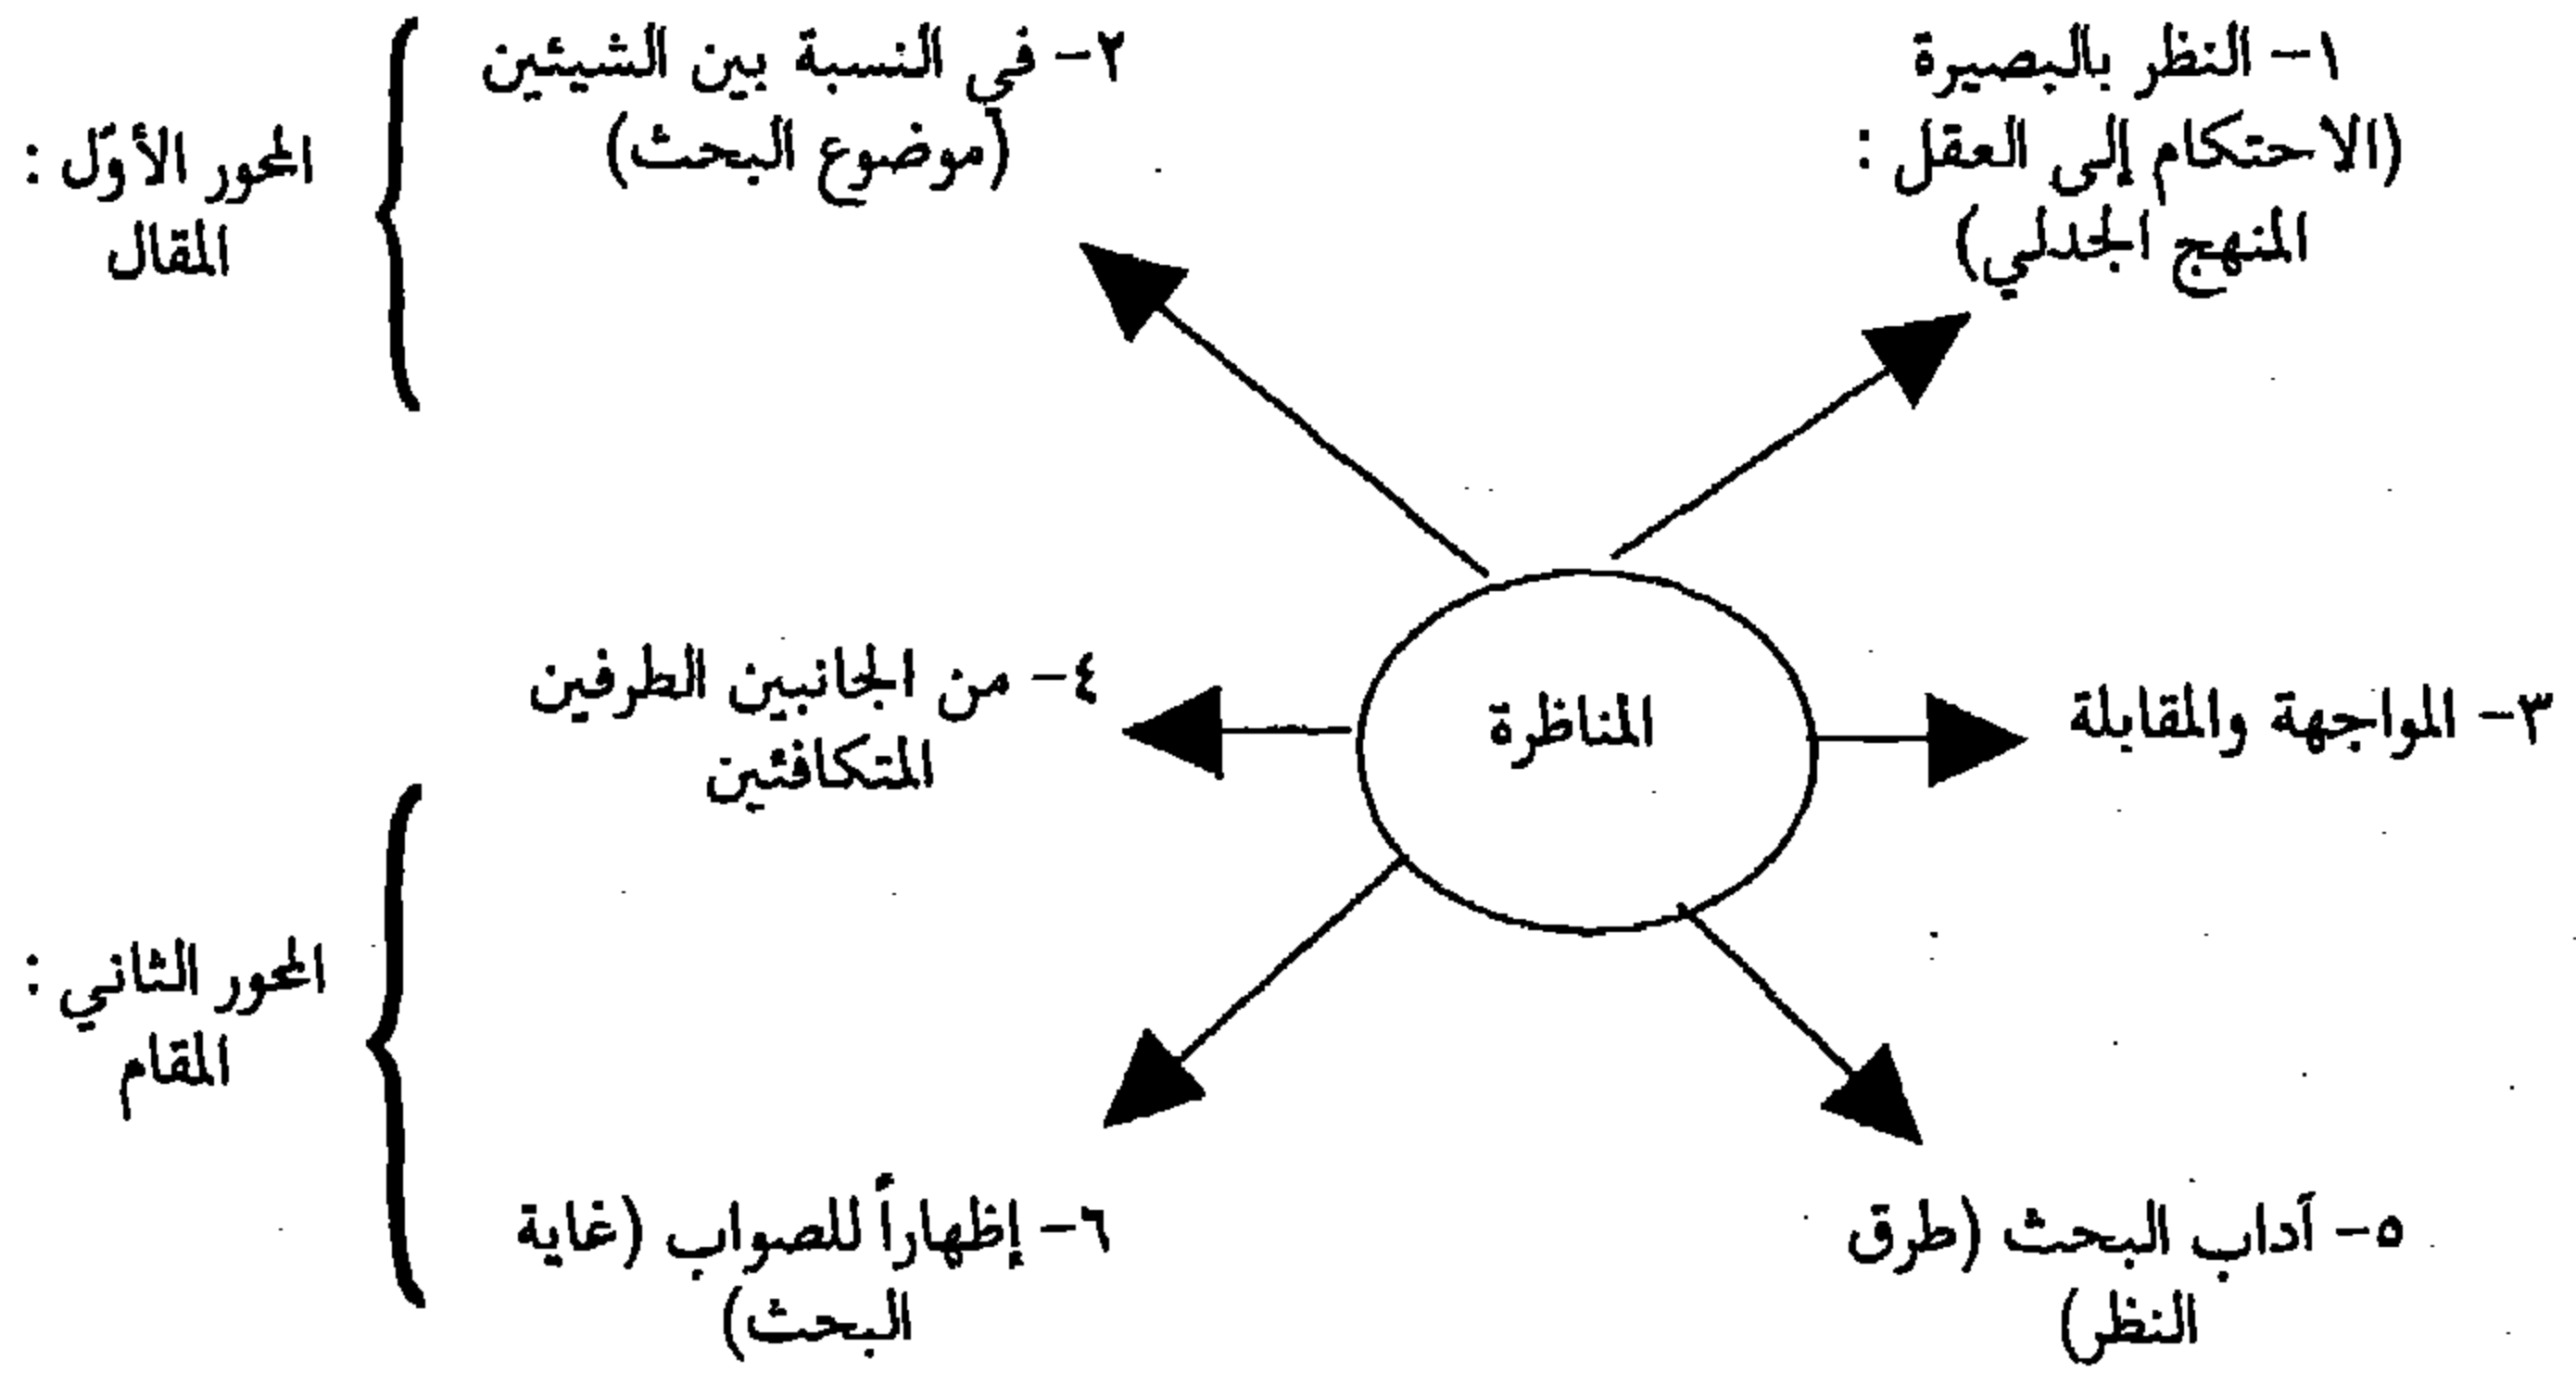 ١- النظر بالبصيرة
(الاحتكام إلى العقل :
المنهج الجدلي)
٢- في النسبة بين الشيئين
(موضوع البحث)
المحور الأوّل :
المقال
المناظرة
٣- المواجهة والمقابلة
٤- من الجانبين الطرفين
المتكافئين
٥- آداب البحث (طرق
النظر)
٦- إظهاراً للصواب (غاية
البحث)
المحور الثاني :
المقام